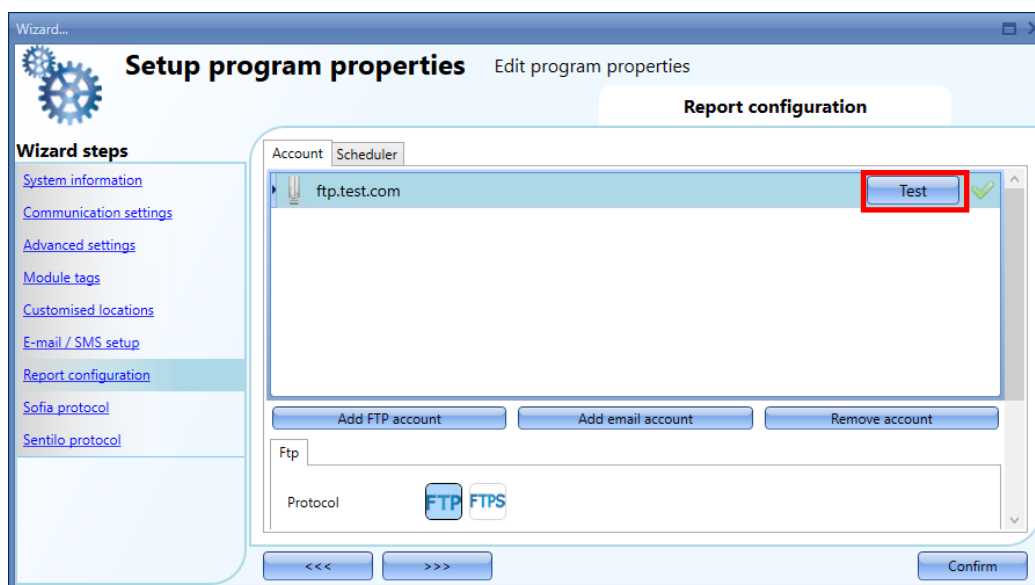 Wizard...
Setup program properties Edit program properties
Report configuration
Wizard steps
System information
Communication settings
Advanced settings
Module tags
Customised locations
E-mail / SMS setup
Report configuration
Sofia protocol
Sentilo protocol
Account Scheduler
ftp.test.com Test
Add FTP account Add email account Remove account
Ftp
Protocol FTP FTPS
<<< >>> Confirm